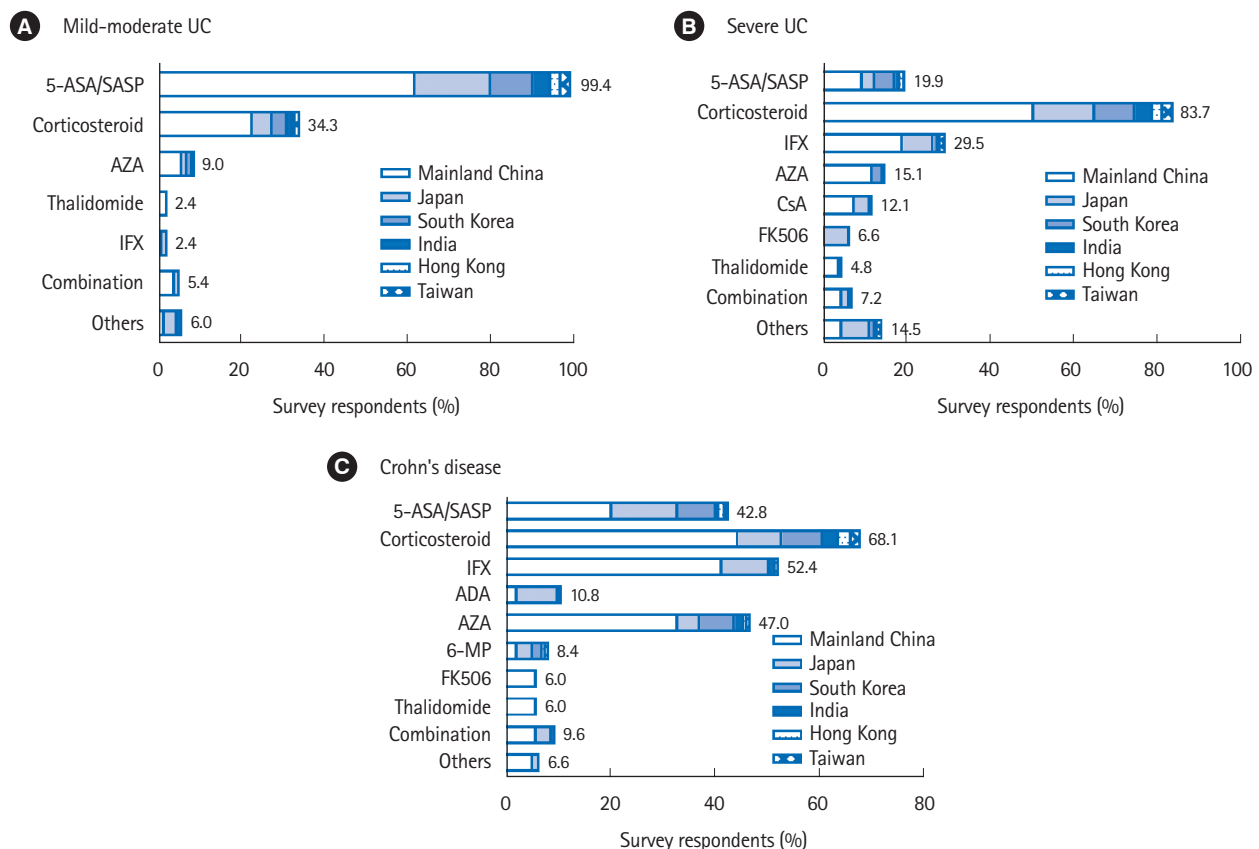 A Mild-moderate UC
5-ASA/SASP 99.4
Corticosteroid 34.3
AZA 9.0
Thalidomide 2.4
IFX 2.4
Combination 5.4
Others 6.0
Mainland China
Japan
South Korea
India
Hong Kong
Taiwan
0 20 40 60 80 100
Survey respondents (%)
B Severe UC
5-ASA/SASP 19.9
Corticosteroid 83.7
IFX 29.5
AZA 15.1
CsA 12.1
FK506 6.6
Thalidomide 4.8
Combination 7.2
Others 14.5
Mainland China
Japan
South Korea
India
Hong Kong
Taiwan
0 20 40 60 80 100
Survey respondents (%)
C Crohn's disease
5-ASA/SASP 42.8
Corticosteroid 68.1
IFX 52.4
ADA 10.8
AZA 47.0
6-MP 8.4
FK506 6.0
Thalidomide 6.0
Combination 9.6
Others 6.6
Mainland China
Japan
South Korea
India
Hong Kong
Taiwan
0 20 40 60 80
Survey respondents (%)